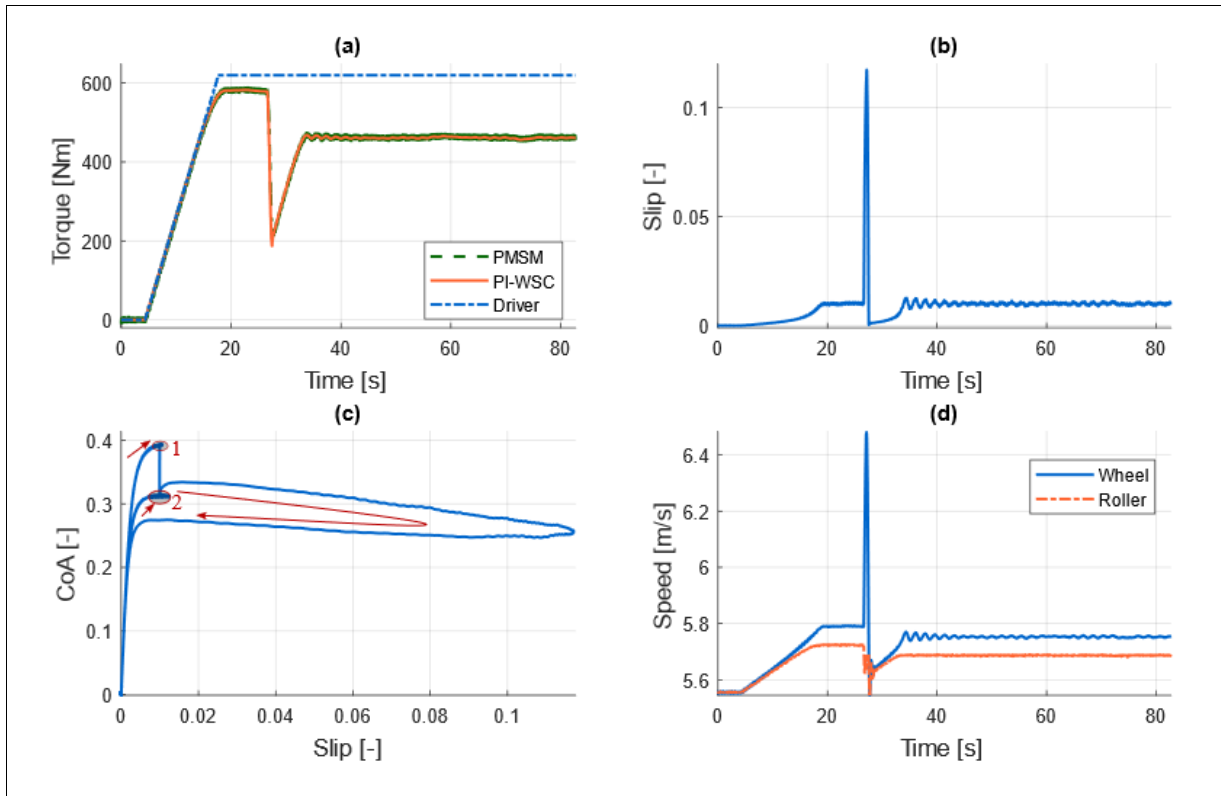 (a)
Torque [Nm]
600
400
200
0
0 20 40 60 80
Time [s]
PMSM
PI-WSC
Driver
(b)
Slip [-]
0.1
0.05
0
0 20 40 60 80
Time [s]
(c)
CoA [-]
0.4
0.3
0.2
0.1
0
1
2
0 0.02 0.04 0.06 0.08 0.1
Slip [-]
(d)
Speed [m/s]
6.4
6.2
6
5.8
5.6
0 20 40 60 80
Time [s]
Wheel
Roller